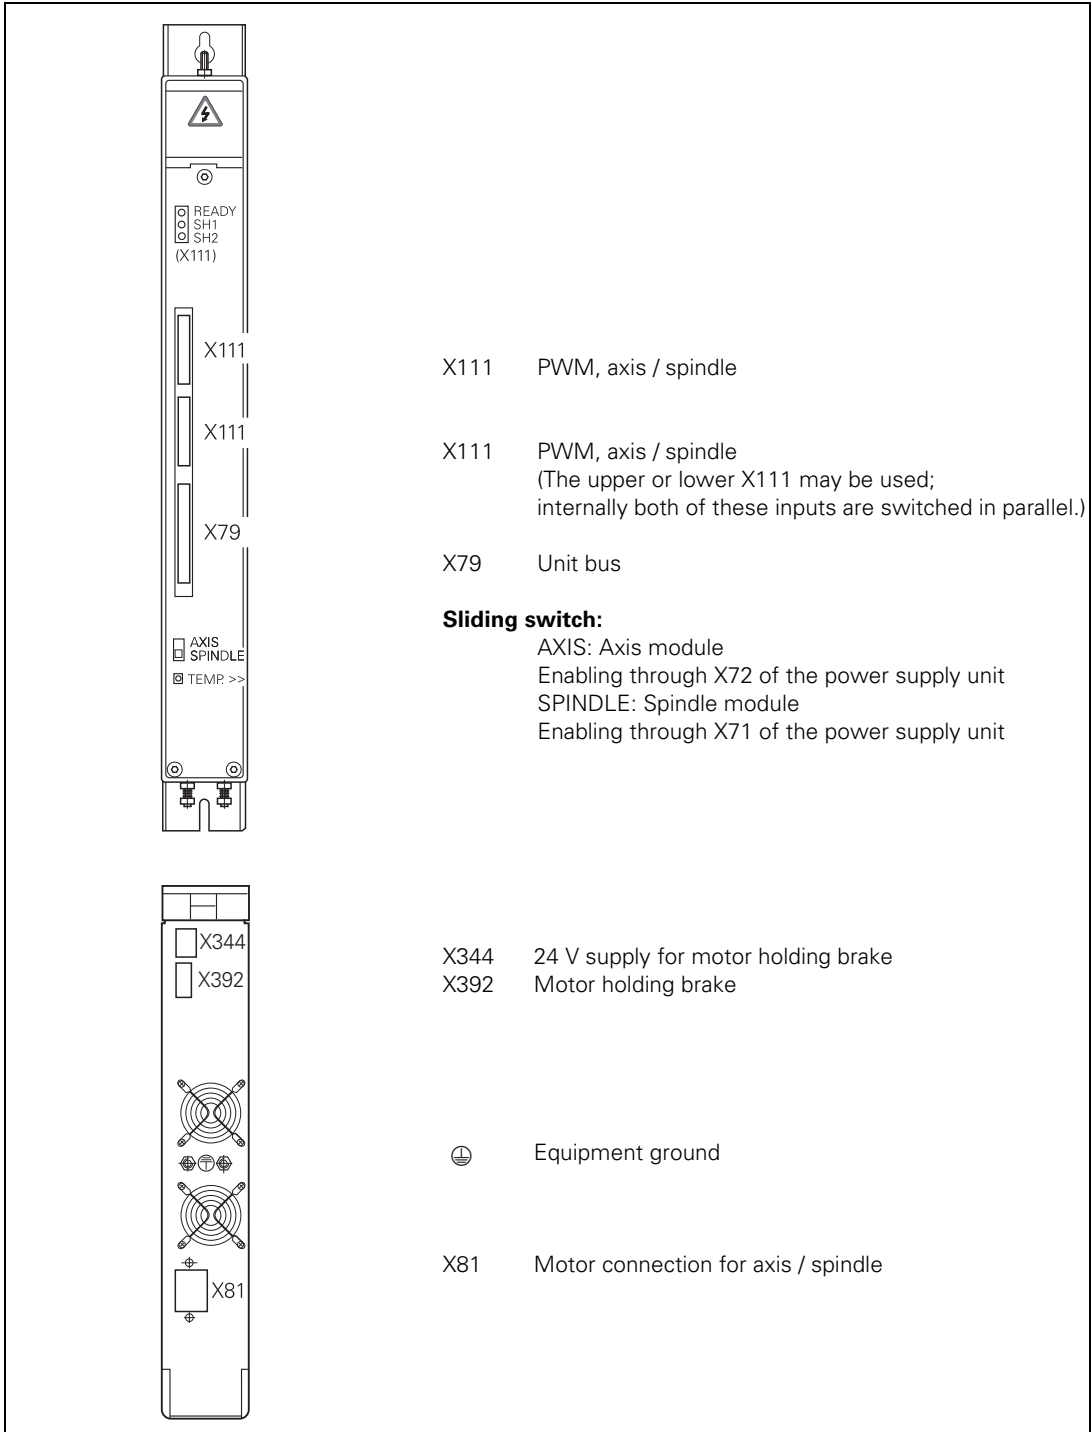 READY
SH1
SH2
(X111)
X111
X111
X79
AXIS
SPINDLE
TEMP. >>
X111 PWM, axis / spindle
X111 PWM, axis / spindle
(The upper or lower X111 may be used;
internally both of these inputs are switched in parallel.)
X79 Unit bus
Sliding switch:
AXIS: Axis module
Enabling through X72 of the power supply unit
SPINDLE: Spindle module
Enabling through X71 of the power supply unit
X344
X392
X81
X344 24 V supply for motor holding brake
X392 Motor holding brake
Equipment ground
X81 Motor connection for axis / spindle